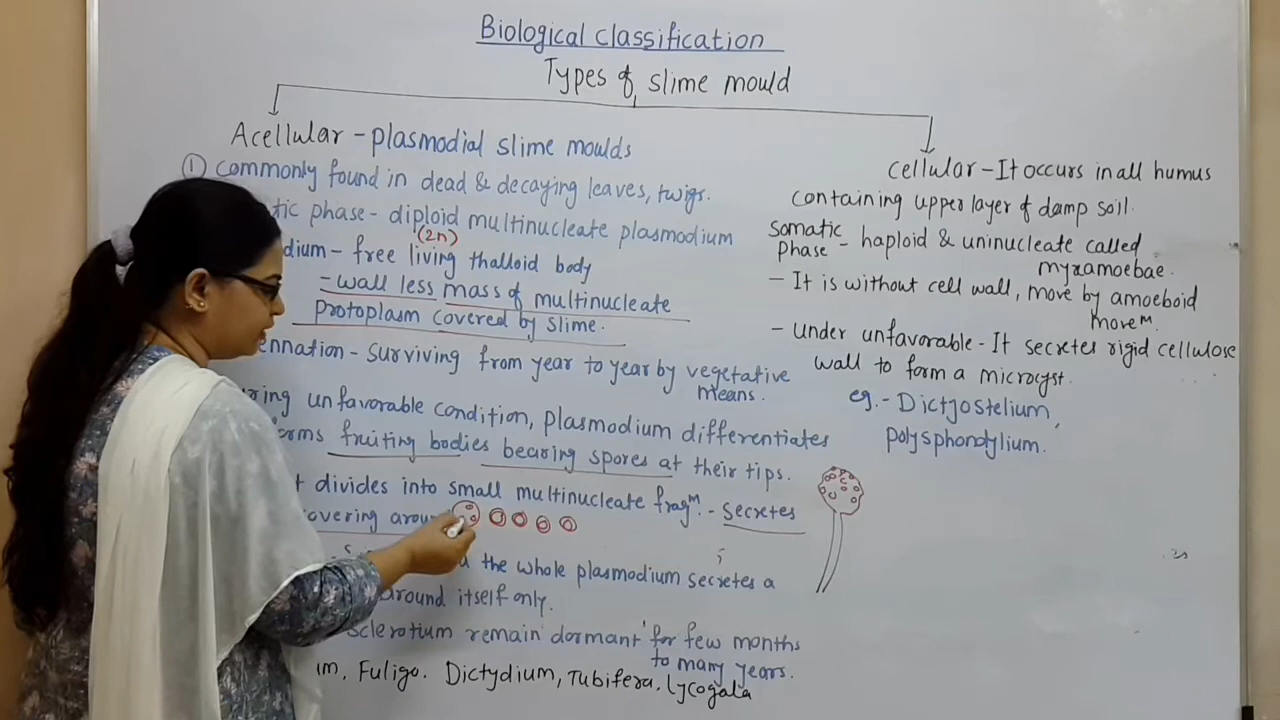 Biological classification
Types of slime mould
Acellular - plasmodial slime moulds
① commonly found in dead & decaying leaves, twigs.
tic phase - diploid multinucleate plasmodium
(2n)
dium - free living thalloid body
- wall less mass of multinucleate
protoplasm covered by slime.
ennation - surviving from year to year by vegetative
means.
ring unfavorable condition, plasmodium differentiates
orms fruiting bodies bearing spores at their tips.
t divides into small multinucleate fragm. - secretes
covering around
the whole plasmodium secretes a
around itself only.
sclerotium remain dormant for few months
to many years.
m, Fuligo. Dictydium, Tubifera, Lycogala
cellular - It occurs in all humus
containing upper layer of damp soil.
Somatic
phase - haploid & uninucleate called
myxamoebae.
- It is without cell wall, move by amoeboid
movem.
- Under unfavorable - It secretes rigid cellulose
wall to form a microcyst.
eg. - Dictyostelium,
polysphondylium.